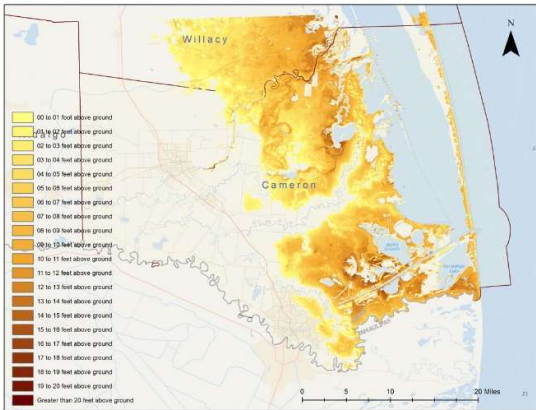 Willacy
N
00 to 01 foot above ground
01 to 02 feet above ground
02 to 03 feet above ground
03 to 04 feet above ground
04 to 05 feet above ground
05 to 06 feet above ground
06 to 07 feet above ground
07 to 08 feet above ground
08 to 09 feet above ground
09 to 10 feet above ground
10 to 11 feet above ground
11 to 12 feet above ground
12 to 13 feet above ground
13 to 14 feet above ground
14 to 15 feet above ground
15 to 16 feet above ground
16 to 17 feet above ground
17 to 18 feet above ground
18 to 19 feet above ground
19 to 20 feet above ground
Greater than 20 feet above ground
Cameron
0 5 10 20 Miles